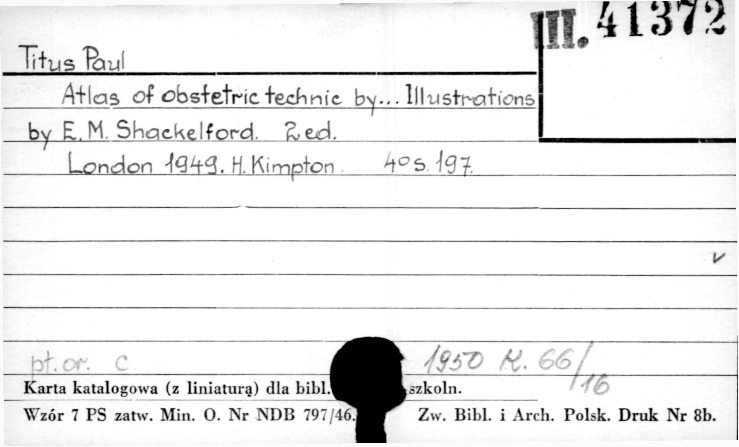 III. 41372
Titus Paul
Atlas of obstetric technic by... Illustrations
by E. M. Shackelford. 2 ed.
London 1949. H. Kimpton. 4o s. 197.
pł. or. c 1950 K. 66/16
Karta katalogowa (z liniaturą) dla bibl. szkoln.
Wzór 7 PS zatw. Min. O. Nr NDB 797/46. Zw. Bibl. i Arch. Polsk. Druk Nr 8b.